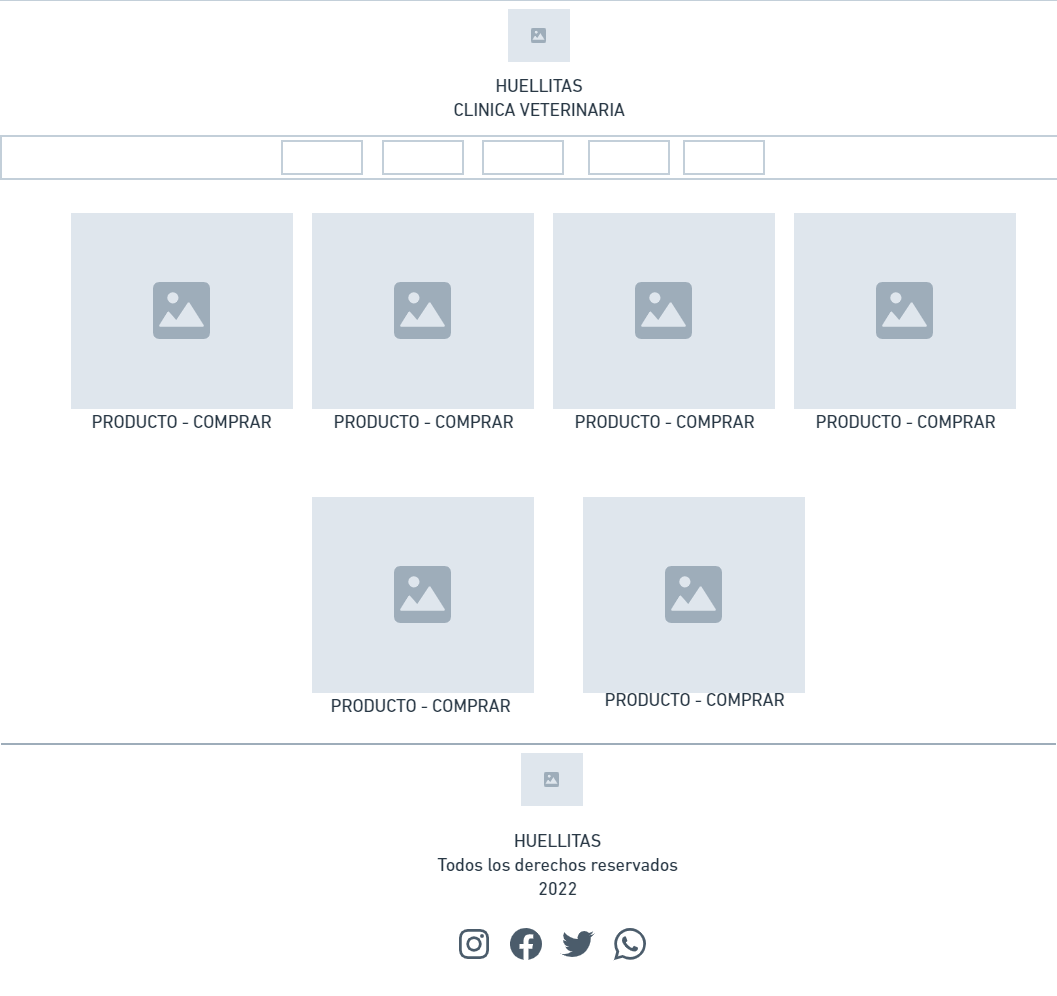 HUELLITAS
CLINICA VETERINARIA
PRODUCTO - COMPRAR
PRODUCTO - COMPRAR
PRODUCTO - COMPRAR
PRODUCTO - COMPRAR
PRODUCTO - COMPRAR
PRODUCTO - COMPRAR
HUELLITAS
Todos los derechos reservados
2022